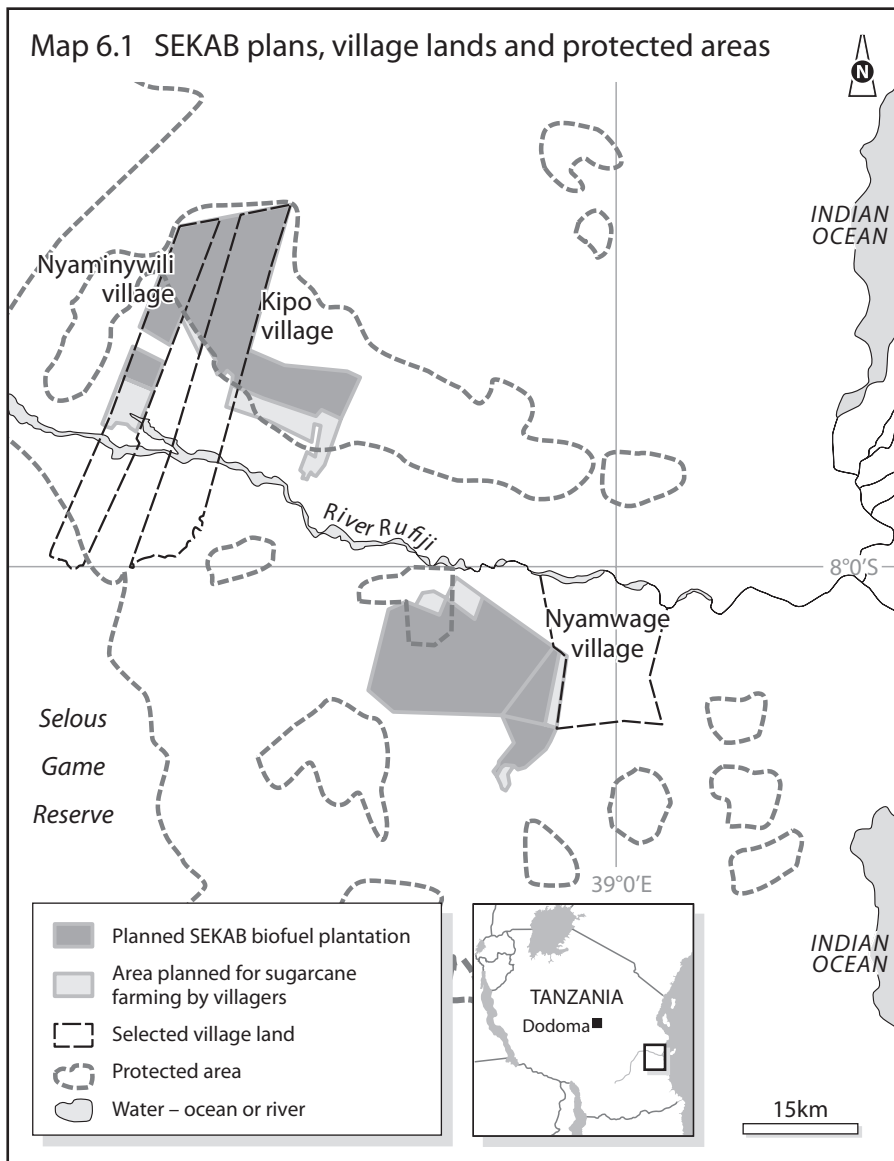 Map 6.1 SEKAB plans, village lands and protected areas
N
INDIAN
OCEAN
Nyaminywili
village
Kipo
village
River Rufiji
8°0'S
Nyamwage
village
Selous
Game
Reserve
39°0'E
INDIAN
OCEAN
Planned SEKAB biofuel plantation
Area planned for sugarcane
farming by villagers
Selected village land
Protected area
Water – ocean or river
TANZANIA
Dodoma
15km